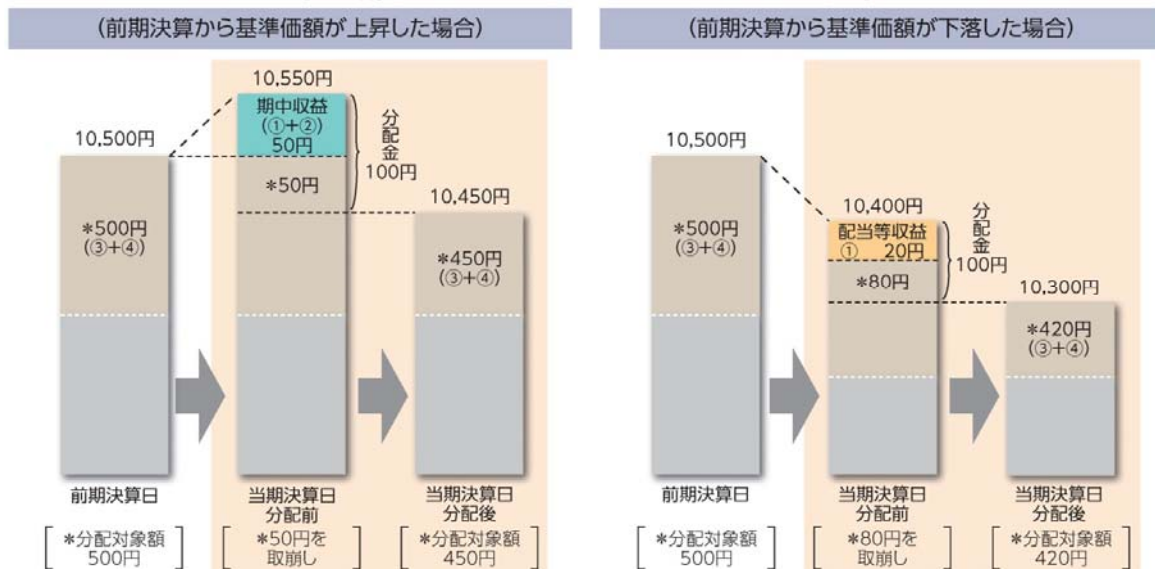 (前期決算から基準価額が上昇した場合)
10,500円
*500円
(③+④)
10,550円
期中収益
(①+②)
50円
*50円
分配金
100円
10,450円
*450円
(③+④)
前期決算日
当期決算日
分配前
当期決算日
分配後
*分配対象額
500円
*50円を
取崩し
*分配対象額
450円
(前期決算から基準価額が下落した場合)
10,500円
*500円
(③+④)
10,400円
配当等収益
① 20円
*80円
分配金
100円
10,300円
*420円
(③+④)
前期決算日
当期決算日
分配前
当期決算日
分配後
*分配対象額
500円
*80円を
取崩し
*分配対象額
420円